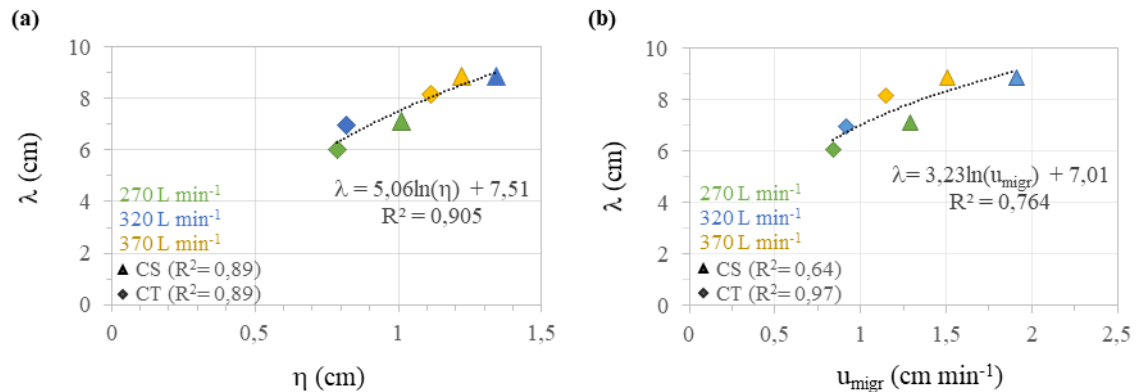 (a)
10
8
6
4
2
0
λ (cm)
λ = 5,06ln(η) + 7,51
R² = 0,905
270 L min⁻¹
320 L min⁻¹
370 L min⁻¹
CS (R²= 0,89)
CT (R²= 0,89)
0 0,5 1 1,5
η (cm)
(b)
10
8
6
4
2
0
λ (cm)
λ= 3,23ln(u_migr) + 7,01
R² = 0,764
270 L min⁻¹
320 L min⁻¹
370 L min⁻¹
CS (R²= 0,64)
CT (R²= 0,97)
0 0,5 1 1,5 2 2,5
u_migr (cm min⁻¹)